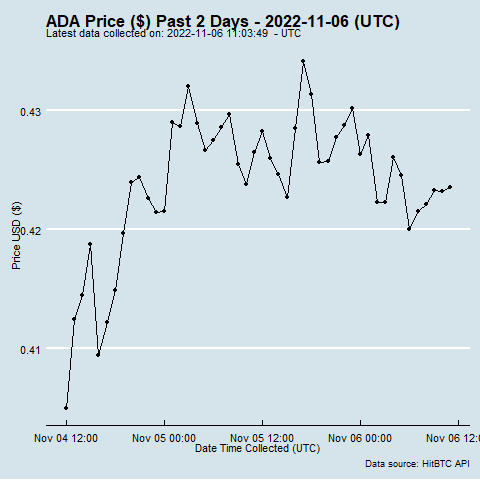 ADA Price ($) Past 2 Days - 2022-11-06 (UTC)
Latest data collected on: 2022-11-06 11:03:49 - UTC
0.43
0.42
0.41
Price USD ($)
Nov 04 12:00 Nov 05 00:00 Nov 05 12:00 Nov 06 00:00 Nov 06 12:00
Date Time Collected (UTC)
Data source: HitBTC API